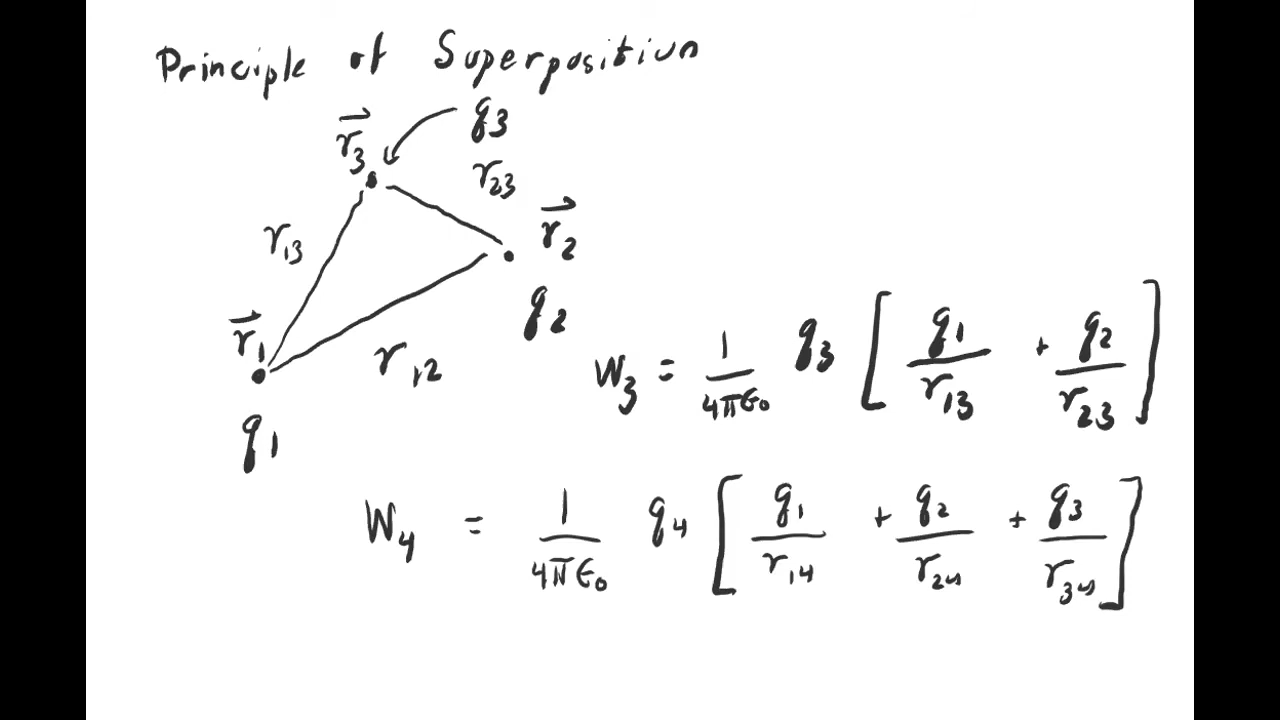 Principle of Superposition
q3
r⃗3
r23
r⃗2
r13
q2
r⃗1
r12
W3 = 1/4πϵ0 q3 [ q1/r13 + q2/r23 ]
q1
W4 = 1/4πϵ0 q4 [ q1/r14 + q2/r24 + q3/r34 ]